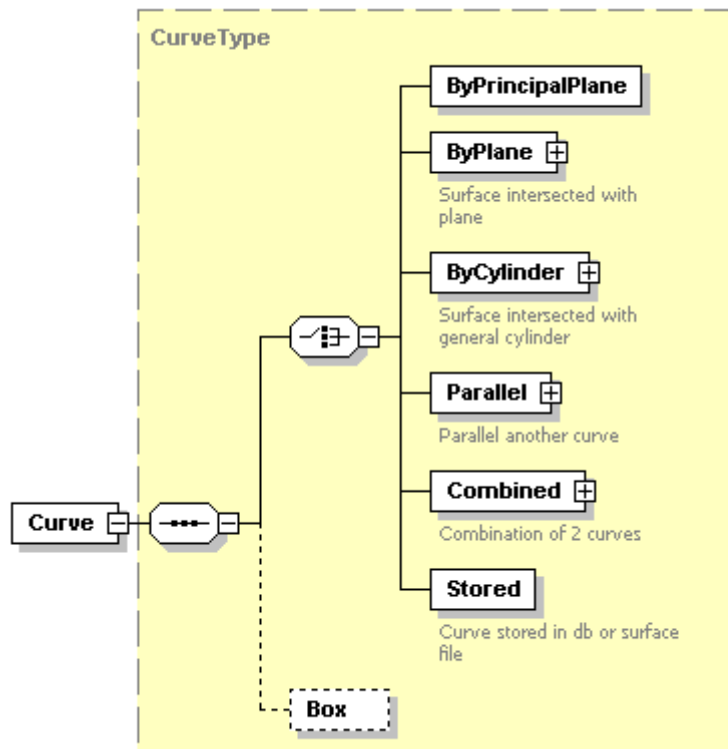 CurveType
ByPrincipalPlane
ByPlane
Surface intersected with
plane
ByCylinder
Surface intersected with
general cylinder
Parallel
Parallel another curve
Combined
Combination of 2 curves
Curve
Stored
Curve stored in db or surface
file
Box